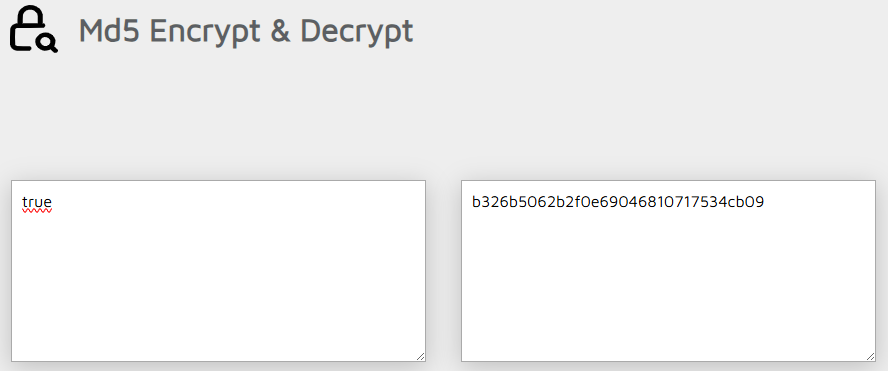 Md5 Encrypt & Decrypt
true
b326b5062b2f0e69046810717534cb09